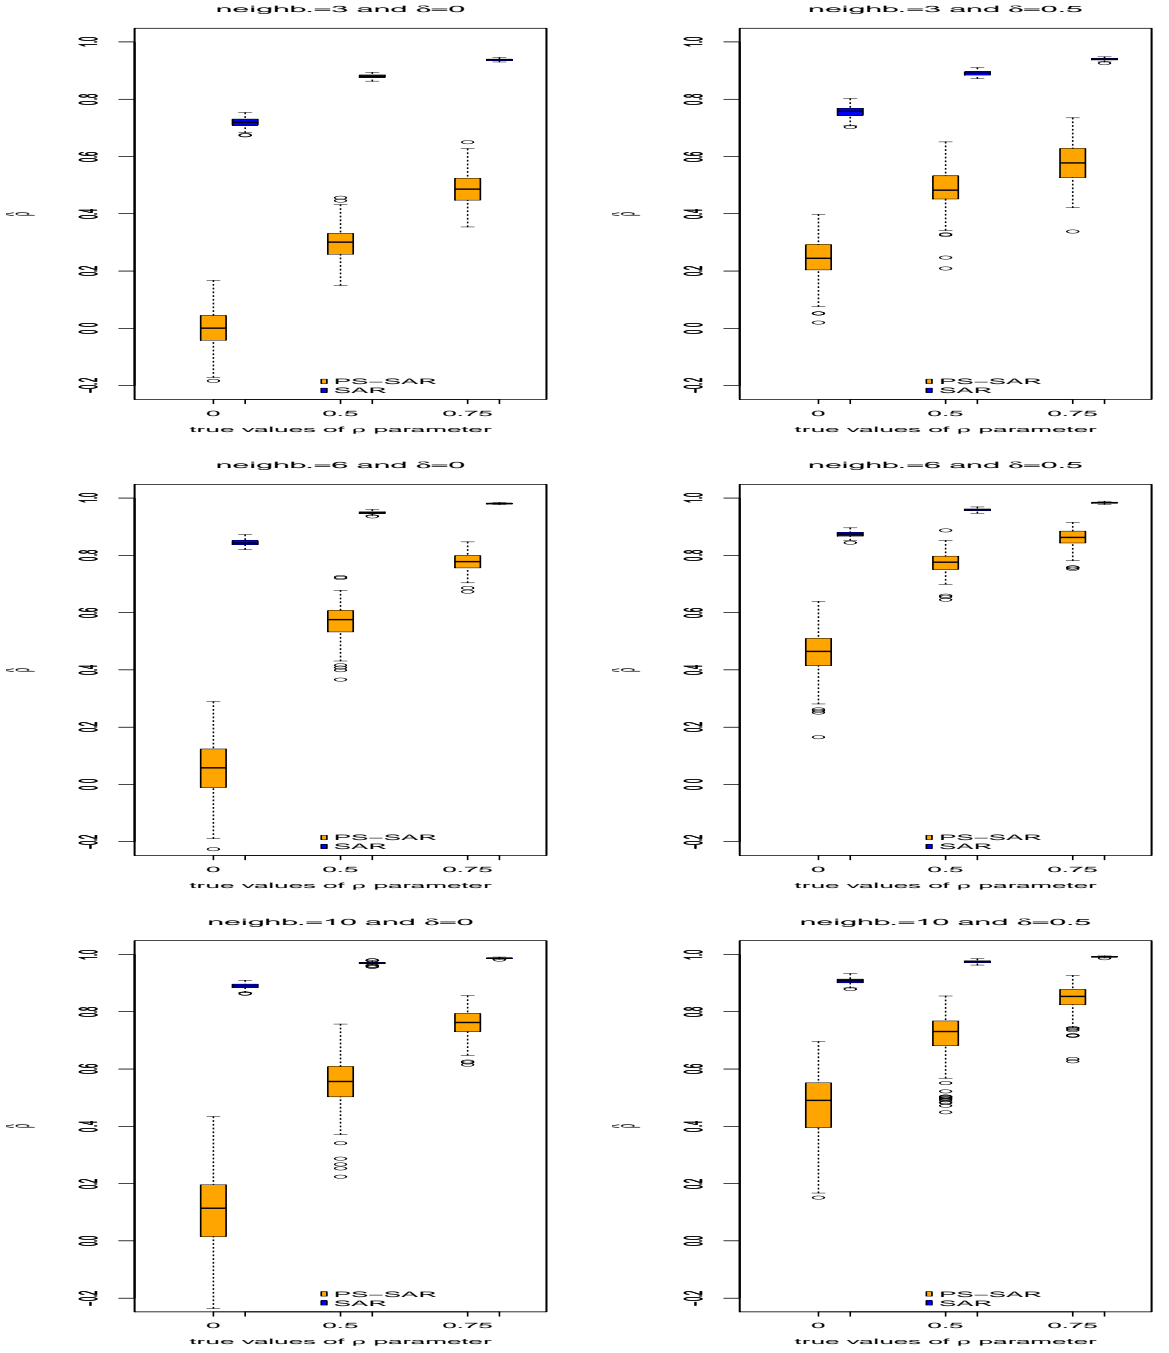 neighb.=3 and δ=0
1.0
0.8
0.6
0.4
0.2
0.0
−0.2
ρ̂
PS−SAR
SAR
0 0.5 0.75
true values of ρ parameter
neighb.=3 and δ=0.5
1.0
0.8
0.6
0.4
0.2
0.0
−0.2
ρ̂
PS−SAR
SAR
0 0.5 0.75
true values of ρ parameter
neighb.=6 and δ=0
1.0
0.8
0.6
0.4
0.2
0.0
−0.2
ρ̂
PS−SAR
SAR
0 0.5 0.75
true values of ρ parameter
neighb.=6 and δ=0.5
1.0
0.8
0.6
0.4
0.2
0.0
−0.2
ρ̂
PS−SAR
SAR
0 0.5 0.75
true values of ρ parameter
neighb.=10 and δ=0
1.0
0.8
0.6
0.4
0.2
0.0
−0.2
ρ̂
PS−SAR
SAR
0 0.5 0.75
true values of ρ parameter
neighb.=10 and δ=0.5
1.0
0.8
0.6
0.4
0.2
0.0
−0.2
ρ̂
PS−SAR
SAR
0 0.5 0.75
true values of ρ parameter